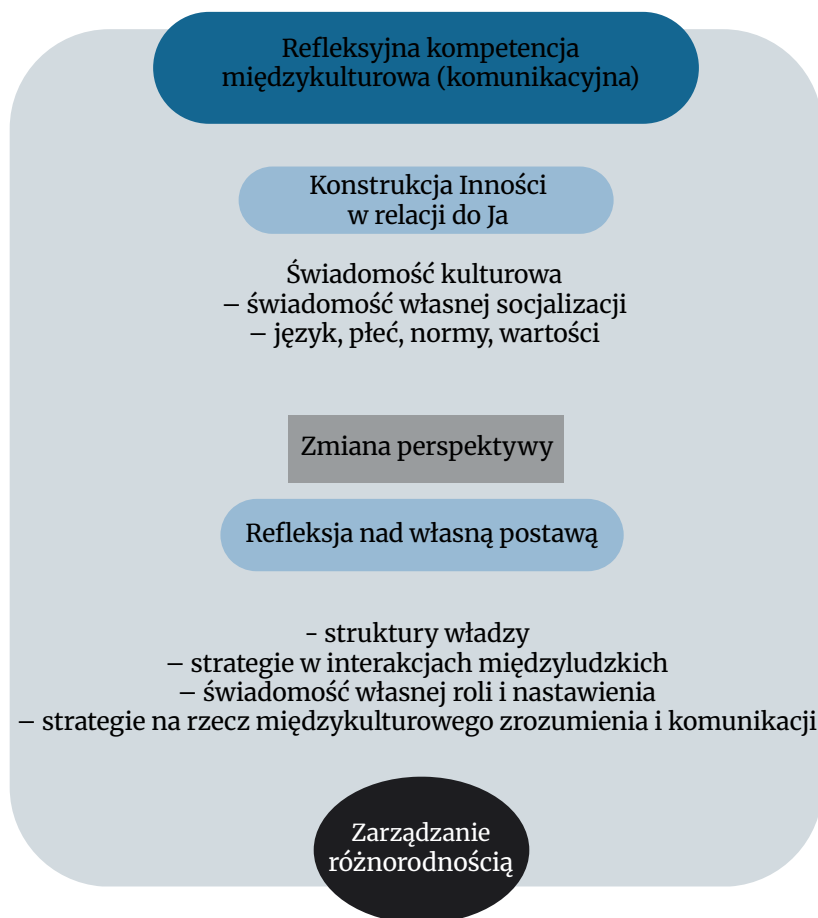 Refleksyjna kompetencja
międzykulturowa (komunikacyjna)
Konstrukcja Inności
w relacji do Ja
Świadomość kulturowa
– świadomość własnej socjalizacji
– język, płeć, normy, wartości
Zmiana perspektywy
Refleksja nad własną postawą
- struktury władzy
– strategie w interakcjach międzyludzkich
– świadomość własnej roli i nastawienia
– strategie na rzecz międzykulturowego zrozumienia i komunikacji
Zarządzanie
różnorodnością